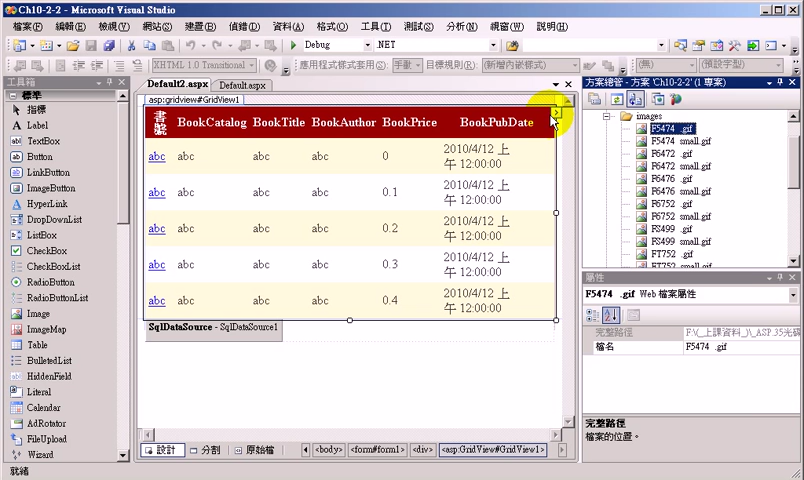 Ch10-2-2 - Microsoft Visual Studio
檔案(F) 編輯(E) 檢視(V) 網站(S) 建置(B) 偵錯(D) 資料(A) 格式(O) 工具(T) 測試(S) 分析(N) 視窗(W) 說明(H)
Debug .NET
XHTML 1.0 Transitional 應用程式樣式套用(S): 手動 目標規則(R): (新增內嵌樣式) (無) (預設字型)
工具箱
標準
指標
Label
TextBox
Button
LinkButton
ImageButton
HyperLink
DropDownList
ListBox
CheckBox
CheckBoxList
RadioButton
RadioButtonList
Image
ImageMap
Table
BulletedList
HiddenField
Literal
Calendar
AdRotator
FileUpload
Wizard
就緒
Default2.aspx Default.aspx
asp:gridview#GridView1
書號 BookCatalog BookTitle BookAuthor BookPrice BookPubDate
abc abc abc abc 0 2010/4/12 上
午 12:00:00
abc abc abc abc 0.1 2010/4/12 上
午 12:00:00
abc abc abc abc 0.2 2010/4/12 上
午 12:00:00
abc abc abc abc 0.3 2010/4/12 上
午 12:00:00
abc abc abc abc 0.4 2010/4/12 上
午 12:00:00
SqlDataSource - SqlDataSource1
設計 分割 原始檔 <body> <form#form1> <div> <asp:GridView#GridView1>
方案總管 - 方案 'Ch10-2-2' (1 專案)
images
F5474 .gif
F5474 small.gif
F6472 .gif
F6472 small.gif
F6476 .gif
F6476 small.gif
F6752 .gif
F6752 small.gif
FS499 .gif
FS499 small.gif
FT752 .gif
FT752 small.gif
屬性
F5474 .gif Web 檔案屬性
完整路徑 F:\(_上課資料_)\_ASP.35光碟
檔名 F5474 .gif
完整路徑
檔案的位置。